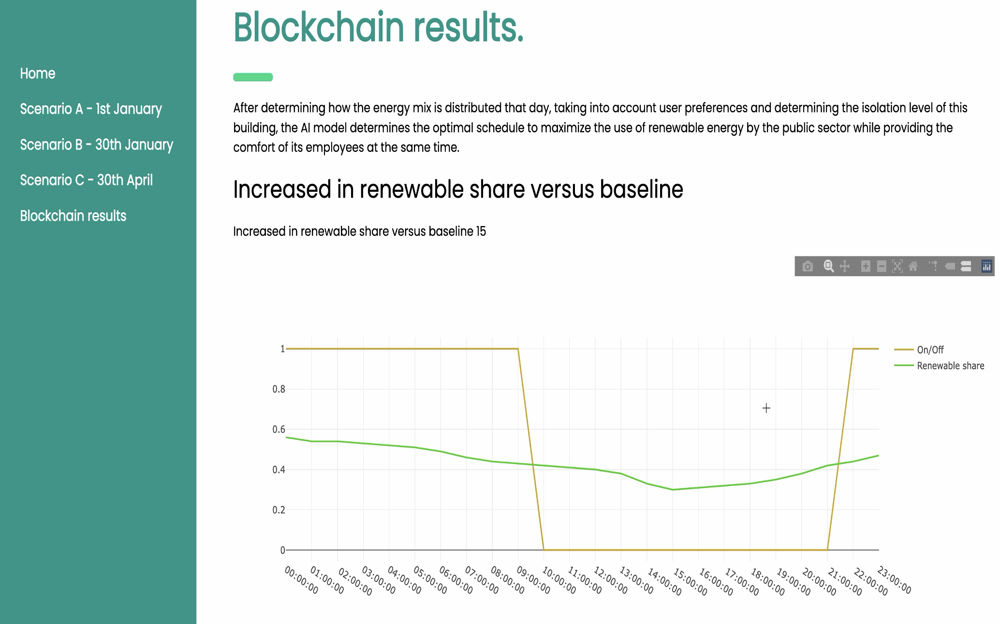 Blockchain results.
Home
Scenario A - 1st January
Scenario B - 30th January
Scenario C - 30th April
Blockchain results
After determining how the energy mix is distributed that day, taking into account user preferences and determining the isolation level of this
building, the AI model determines the optimal schedule to maximize the use of renewable energy by the public sector while providing the
comfort of its employees at the same time.
Increased in renewable share versus baseline
Increased in renewable share versus baseline 15
1
0.8
0.6
0.4
0.2
0
On/Off
Renewable share
00:00:00
01:00:00
02:00:00
03:00:00
04:00:00
05:00:00
06:00:00
07:00:00
08:00:00
09:00:00
10:00:00
11:00:00
12:00:00
13:00:00
14:00:00
15:00:00
16:00:00
17:00:00
18:00:00
19:00:00
20:00:00
21:00:00
22:00:00
23:00:00